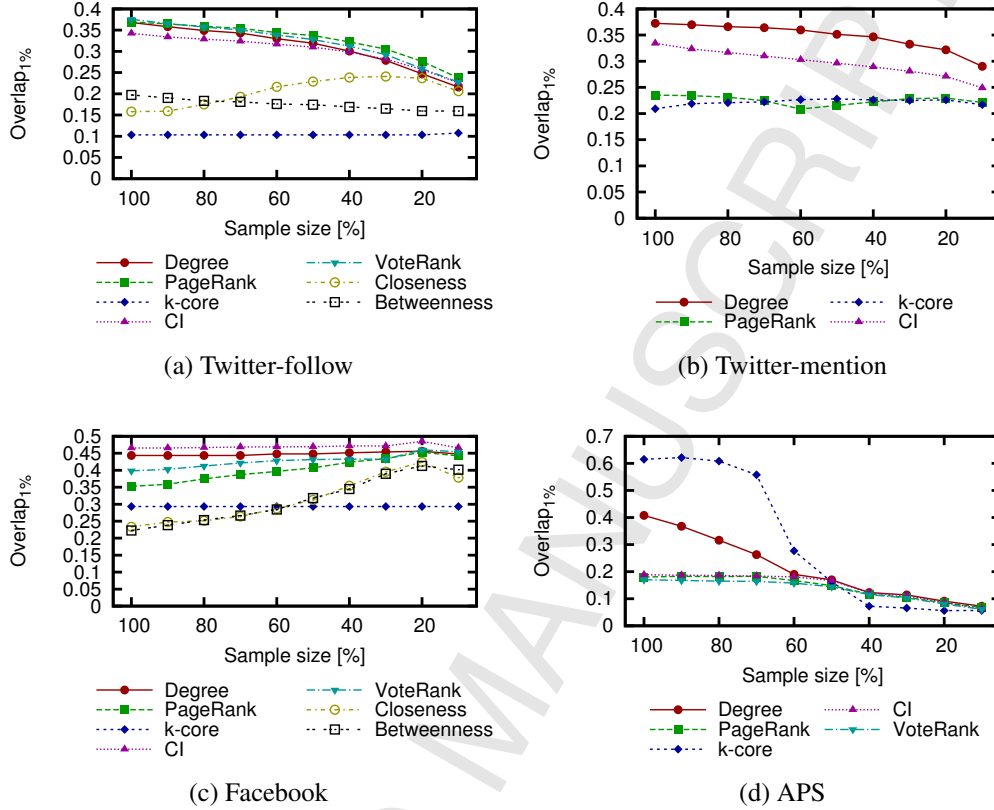 0.4
0.35
0.3
0.25
0.2
0.15
0.1
0.05
0
Overlap1%
100 80 60 40 20
Sample size [%]
Degree
PageRank
k-core
CI
VoteRank
Closeness
Betweenness
(a) Twitter-follow
0.4
0.35
0.3
0.25
0.2
0.15
0.1
0.05
0
Overlap1%
100 80 60 40 20
Sample size [%]
Degree
PageRank
k-core
CI
(b) Twitter-mention
0.5
0.45
0.4
0.35
0.3
0.25
0.2
0.15
0.1
0.05
0
Overlap1%
100 80 60 40 20
Sample size [%]
Degree
PageRank
k-core
CI
VoteRank
Closeness
Betweenness
(c) Facebook
0.7
0.6
0.5
0.4
0.3
0.2
0.1
0
Overlap1%
100 80 60 40 20
Sample size [%]
Degree
PageRank
k-core
CI
VoteRank
(d) APS
MANUSCRIPT